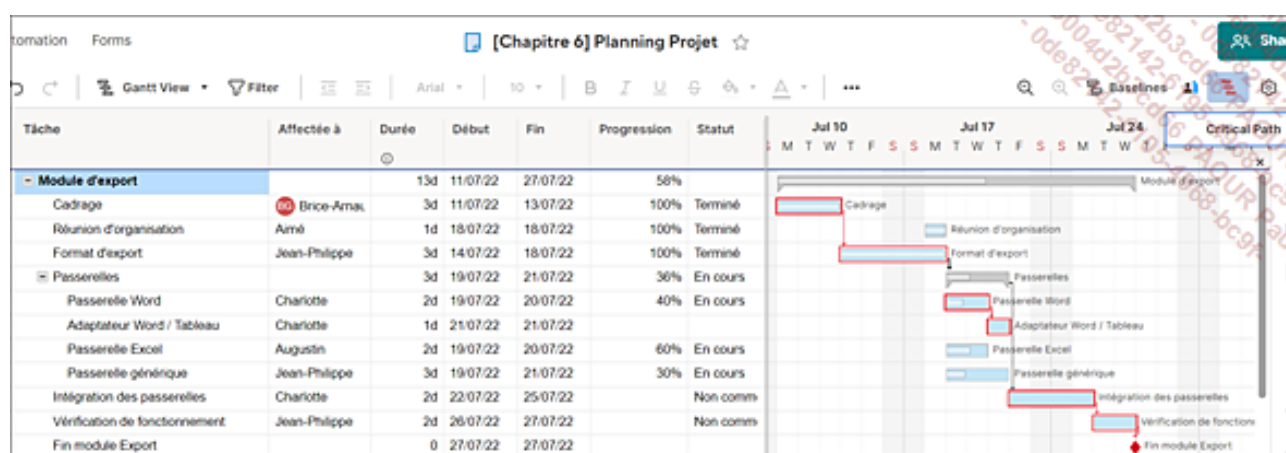 tomation Forms [Chapitre 6] Planning Projet Sha
Gantt View Filter Arial 10 B I U S A ... Baselines
Tâche Affectée à Durée Début Fin Progression Statut Jul 10 Jul 17 Jul 24 Critical Path
S M T W T F S S M T W T F S S M T W T
Module d'export 13d 11/07/22 27/07/22 58% Module d'export
Cadrage BG Brice-Arnau 3d 11/07/22 13/07/22 100% Terminé Cadrage
Réunion d'organisation Aimé 1d 18/07/22 18/07/22 100% Terminé Réunion d'organisation
Format d'export Jean-Philippe 3d 14/07/22 18/07/22 100% Terminé Format d'export
Passerelles 3d 19/07/22 21/07/22 36% En cours Passerelles
Passerelle Word Charlotte 2d 19/07/22 20/07/22 40% En cours Passerelle Word
Adaptateur Word / Tableau Charlotte 1d 21/07/22 21/07/22 Adaptateur Word / Tableau
Passerelle Excel Augustin 2d 19/07/22 20/07/22 60% En cours Passerelle Excel
Passerelle générique Jean-Philippe 3d 19/07/22 21/07/22 30% En cours Passerelle générique
Intégration des passerelles Charlotte 2d 22/07/22 25/07/22 Non comm Intégration des passerelles
Vérification de fonctionnement Jean-Philippe 2d 26/07/22 27/07/22 Non comm Vérification de fonction
Fin module Export 0 27/07/22 27/07/22 Fin module Export